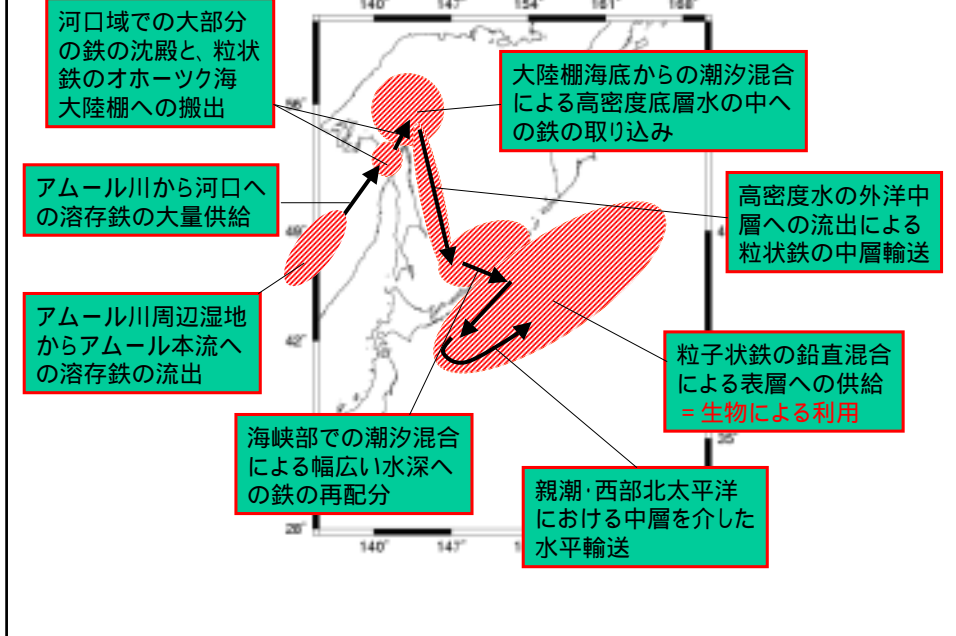 140°
147°
154°
161°
168°
河口域での大部分
の鉄の沈殿と、粒状
鉄のオホーツク海
大陸棚への搬出
大陸棚海底からの潮汐混合
による高密度底層水の中へ
の鉄の取り込み
56°
アムール川から河口へ
の溶存鉄の大量供給
高密度水の外洋中
層への流出による
粒状鉄の中層輸送
49°
アムール川周辺湿地
からアムール本流へ
の溶存鉄の流出
42°
粒子状鉄の鉛直混合
による表層への供給
=生物による利用
海峡部での潮汐混合
による幅広い水深へ
の鉄の再配分
35°
親潮・西部北太平洋
における中層を介した
水平輸送
28°
140°
147°